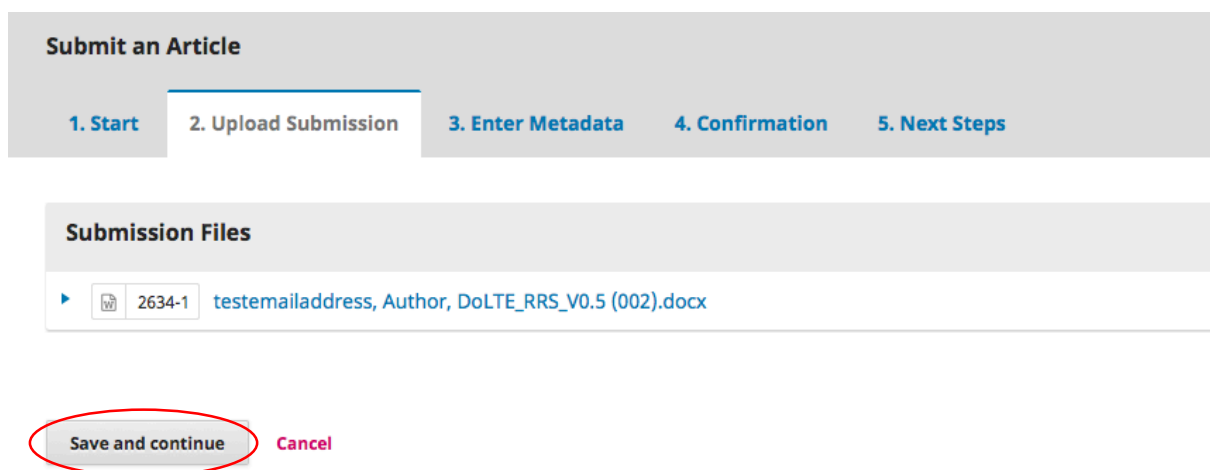 Submit an Article
1. Start 2. Upload Submission 3. Enter Metadata 4. Confirmation 5. Next Steps
Submission Files
W 2634-1 testemailaddress, Author, DoLTE_RRS_V0.5 (002).docx
Save and continue Cancel